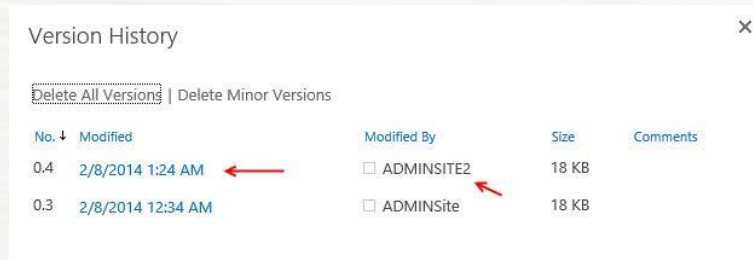 Version History
Delete All Versions | Delete Minor Versions
No. Modified Modified By Size Comments
0.4 2/8/2014 1:24 AM ADMINSITE2 18 KB
0.3 2/8/2014 12:34 AM ADMINSite 18 KB